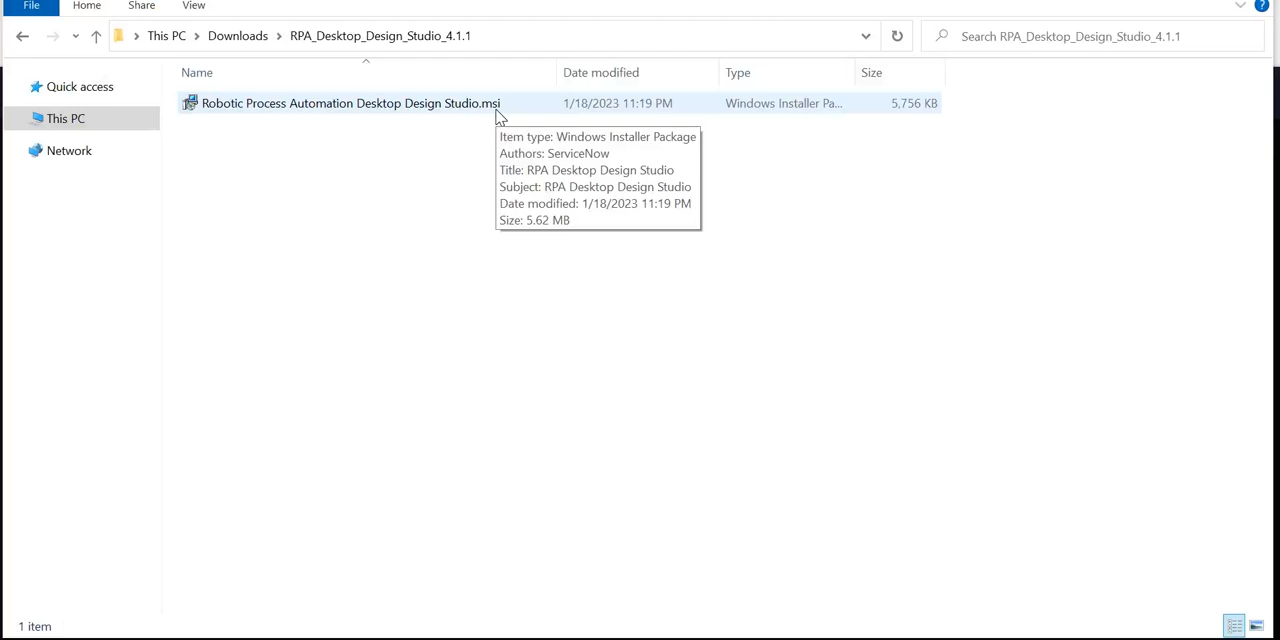 File Home Share View
This PC Downloads RPA_Desktop_Design_Studio_4.1.1 Search RPA_Desktop_Design_Studio_4.1.1
Name Date modified Type Size
Quick access
Robotic Process Automation Desktop Design Studio.msi 1/18/2023 11:19 PM Windows Installer Pa... 5,756 KB
This PC
Network
Item type: Windows Installer Package
Authors: ServiceNow
Title: RPA Desktop Design Studio
Subject: RPA Desktop Design Studio
Date modified: 1/18/2023 11:19 PM
Size: 5.62 MB
1 item